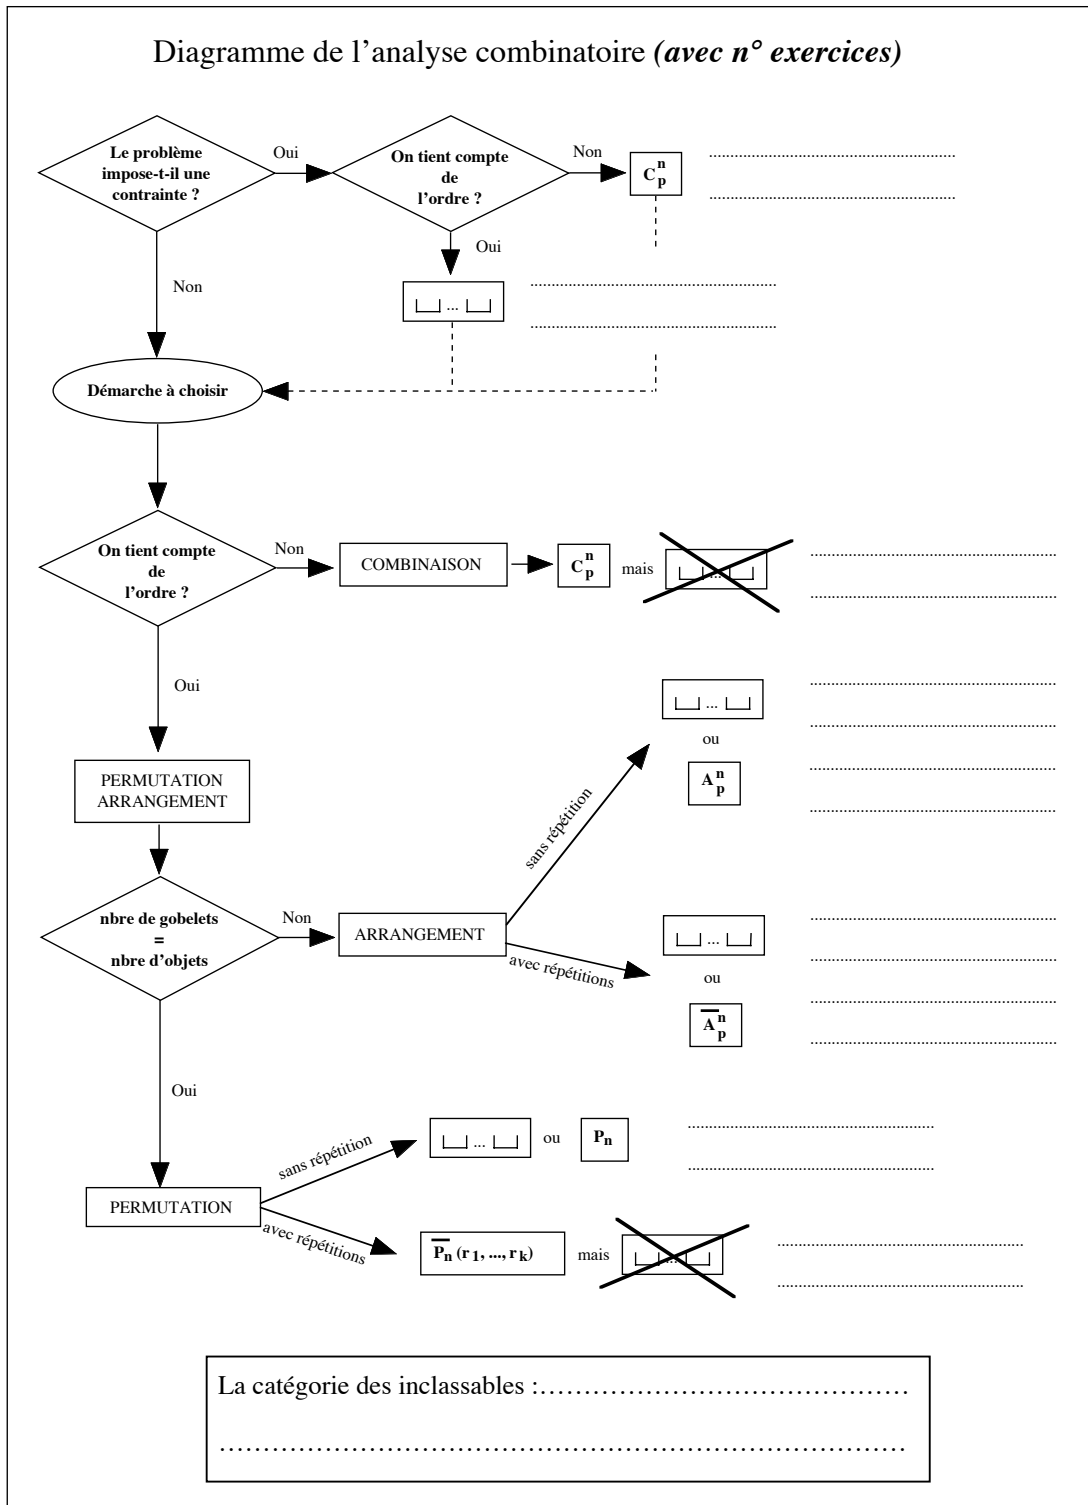 Diagramme de l’analyse combinatoire (avec n° exercices)
Le problème
impose-t-il une
contrainte ?
Oui
On tient compte
de
l’ordre ?
Non
C n p
........................................................
........................................................
Oui
Non
...
........................................................
........................................................
Démarche à choisir
On tient compte
de
l’ordre ?
Non
COMBINAISON
C n p
mais
...
........................................................
........................................................
Oui
...
ou
A n p
........................................................
........................................................
........................................................
........................................................
PERMUTATION
ARRANGEMENT
sans répétition
nbre de gobelets
=
nbre d’objets
Non
ARRANGEMENT
avec répétitions
...
ou
A̅ n p
........................................................
........................................................
........................................................
........................................................
Oui
sans répétition
...
ou
P n
........................................................
........................................................
PERMUTATION
avec répétitions
P̅n (r1, ..., rk)
mais
...
........................................................
........................................................
La catégorie des inclassables :..........................................
..............................................................................